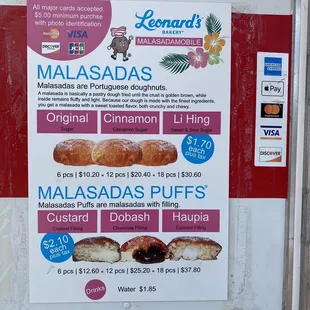 All major cards accepted.
$5.00 minimum purchase
with photo identification
VISA
DISCOVER
JCB
Leonard's
BAKERY
MALASADAMOBILE
MALASADAS
Malasadas are Portuguese doughnuts.
A malasada is basically a pastry dough fried until the crust is golden brown, while
inside remains fluffy and light. Because our dough is made with the finest ingredients,
you get a malasada with a sweet toasted flavor, both crunchy and chewy.
Original Cinnamon Li Hing
Sugar Cinnamon Sugar Sweet & Sour Sugar
$1.70
each
plus tax
6 pcs | $10.20 • 12 pcs | $20.40 • 18 pcs | $30.60
MALASADAS PUFFS
Malasadas Puffs are malasadas with filling.
Custard Dobash Haupia
Custard Filling Chocolate Filling Coconut Filling
$2.10
each
plus tax
6 pcs | $12.60 • 12 pcs | $25.20 • 18 pcs | $37.80
Drinks Water $1.85
Pay
VISA
DISCOVER